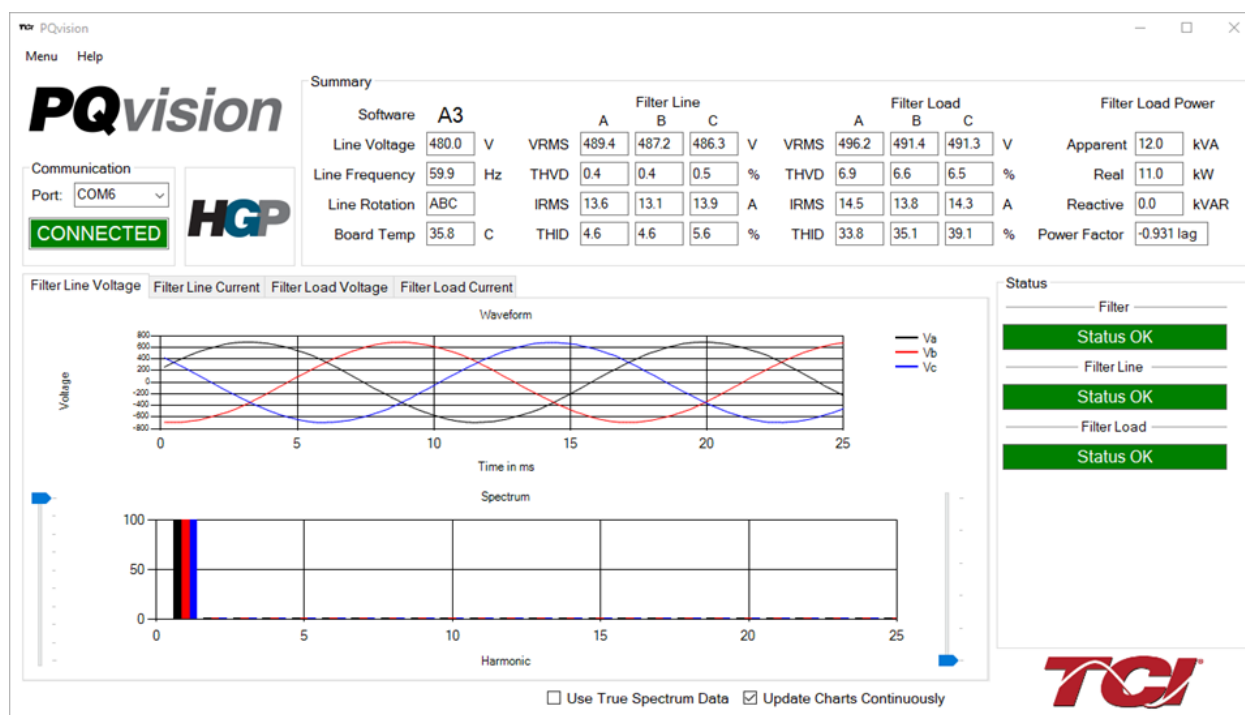 TCI PQvision
Menu Help
PQvision
Communication
Port: COM6
CONNECTED
HGP
Summary
Software A3
Line Voltage 480.0 V
Line Frequency 59.9 Hz
Line Rotation ABC
Board Temp 35.8 C
Filter Line
A B C
VRMS 489.4 487.2 486.3 V
THVD 0.4 0.4 0.5 %
IRMS 13.6 13.1 13.9 A
THID 4.6 4.6 5.6 %
Filter Load
A B C
VRMS 496.2 491.4 491.3 V
THVD 6.9 6.6 6.5 %
IRMS 14.5 13.8 14.3 A
THID 33.8 35.1 39.1 %
Filter Load Power
Apparent 12.0 kVA
Real 11.0 kW
Reactive 0.0 kVAR
Power Factor -0.931 lag
Filter Line Voltage Filter Line Current Filter Load Voltage Filter Load Current
Waveform
Voltage
800
600
400
200
0
-200
-400
-600
-800
0 5 10 15 20 25
Time in ms
Va
Vb
Vc
Spectrum
100
50
0
0 5 10 15 20 25
Harmonic
Use True Spectrum Data Update Charts Continuously
Status
Filter
Status OK
Filter Line
Status OK
Filter Load
Status OK
TCI